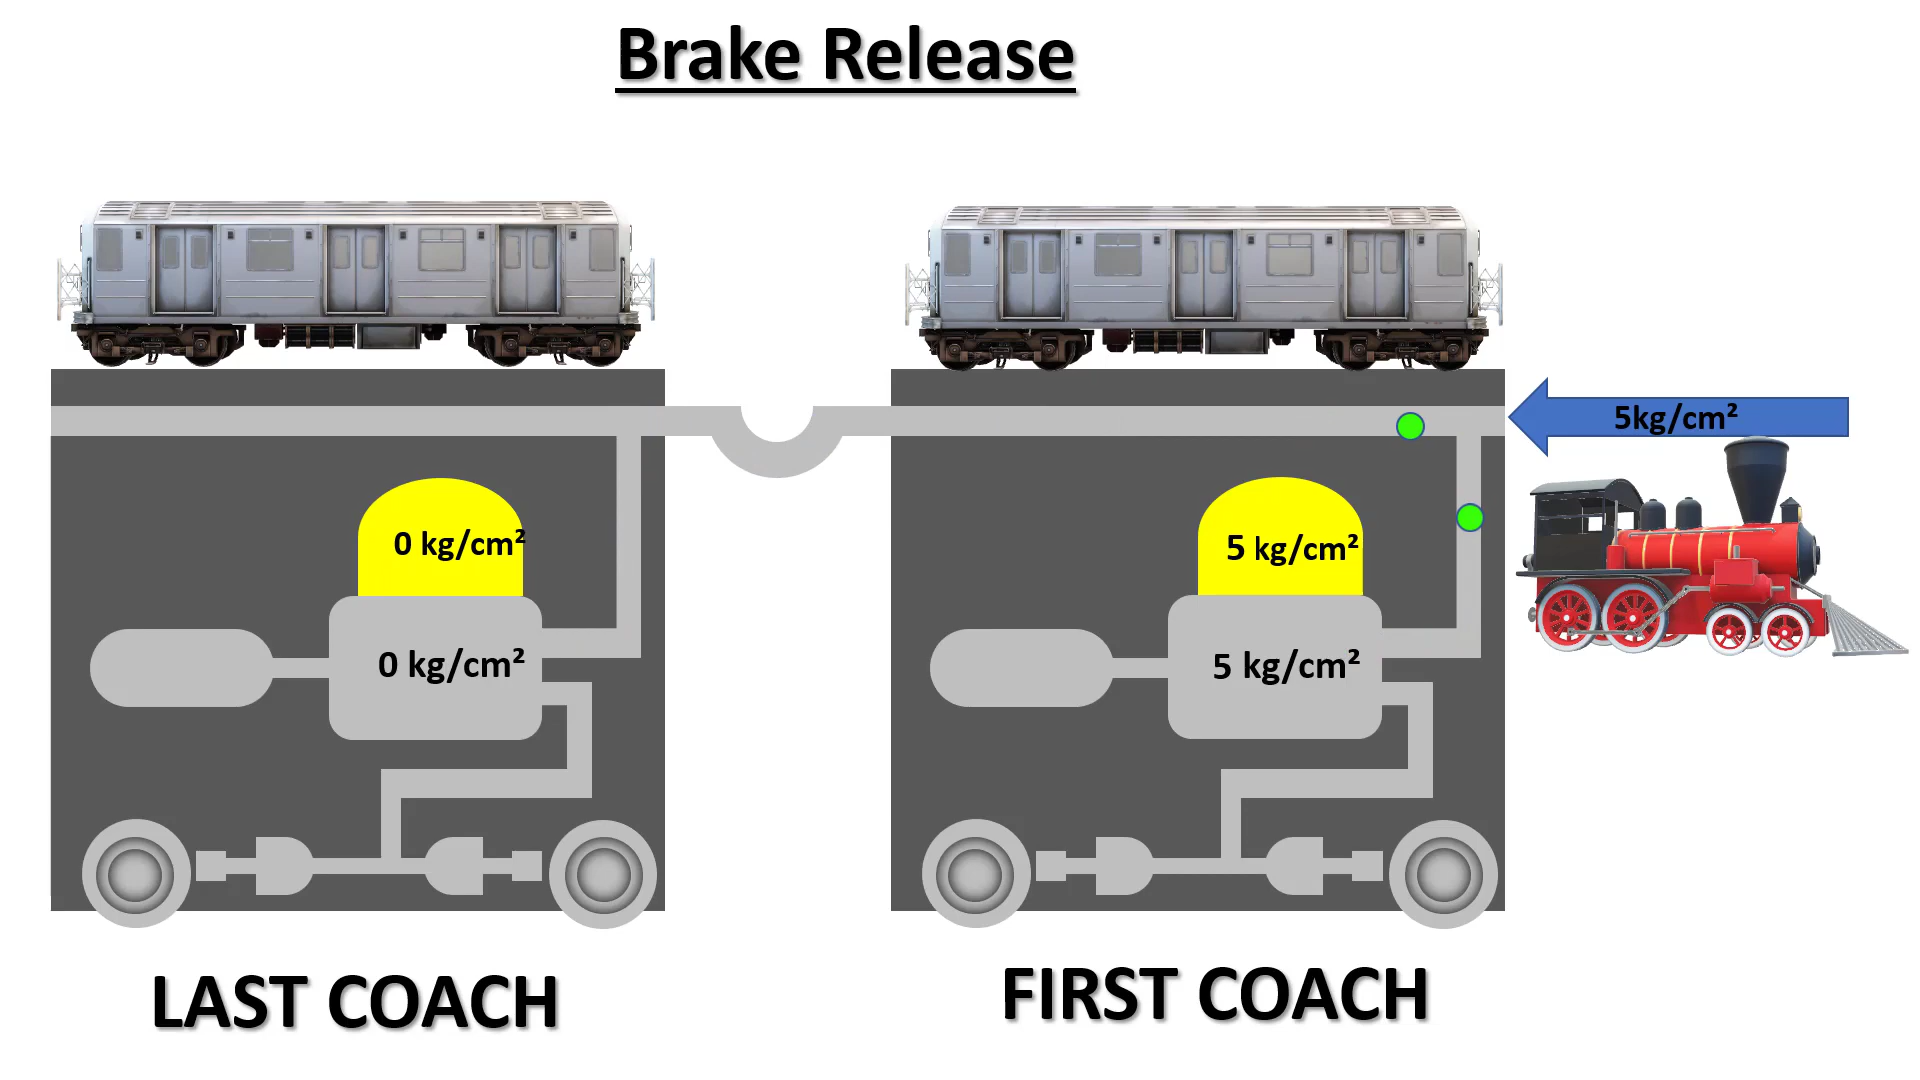 Brake Release
5kg/cm²
0 kg/cm²
5 kg/cm²
0 kg/cm²
5 kg/cm²
LAST COACH
FIRST COACH